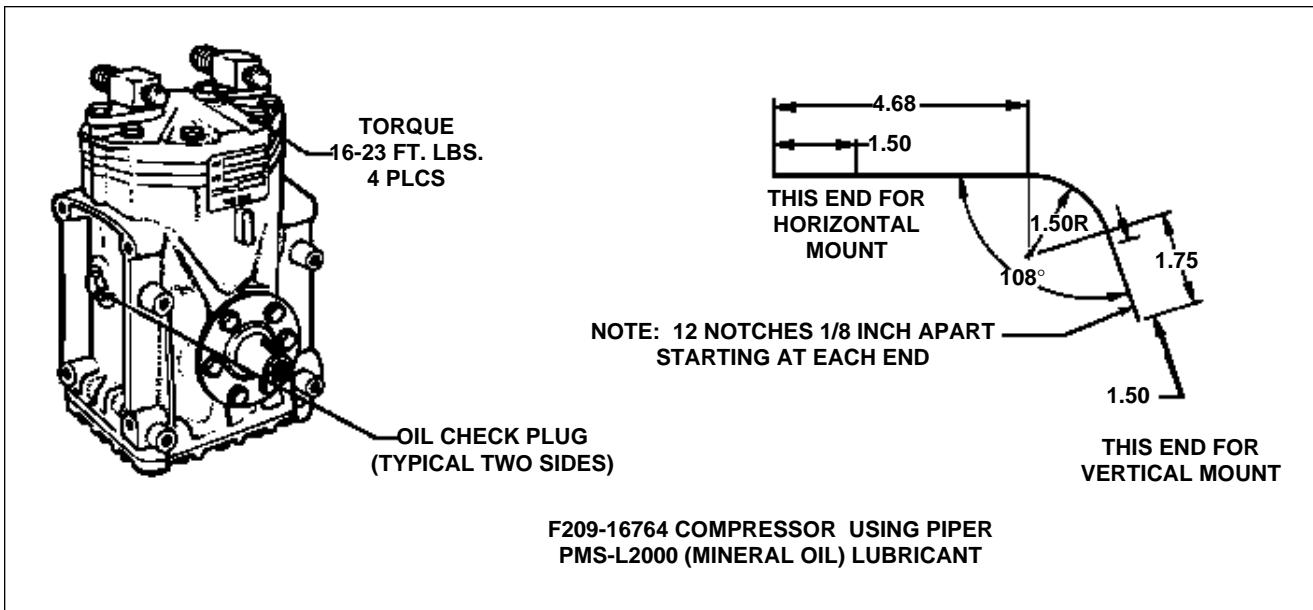 TORQUE
16-23 FT. LBS.
4 PLCS
OIL CHECK PLUG
(TYPICAL TWO SIDES)
4.68
1.50
THIS END FOR
HORIZONTAL
MOUNT
1.50R
108°
1.75
NOTE: 12 NOTCHES 1/8 INCH APART
STARTING AT EACH END
1.50
THIS END FOR
VERTICAL MOUNT
F209-16764 COMPRESSOR USING PIPER
PMS-L2000 (MINERAL OIL) LUBRICANT